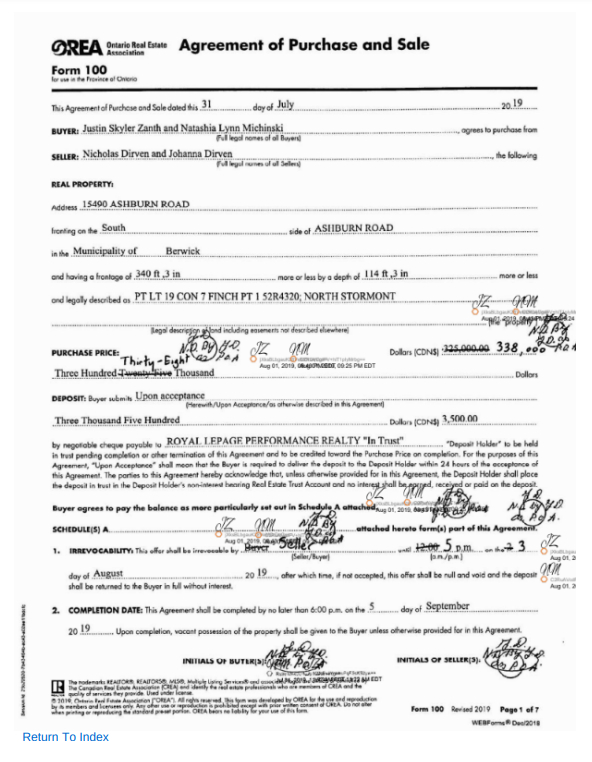 OREA Ontario Real Estate Association Agreement of Purchase and Sale
Form 100
for use in the Province of Ontario
This Agreement of Purchase and Sale dated this 31 day of July 20 19
BUYER: Justin Skyler Zanth and Natashia Lynn Michinski , agrees to purchase from
(Full legal names of all Buyers)
SELLER: Nicholas Dirven and Johanna Dirven , the following
(Full legal names of all Sellers)
REAL PROPERTY:
Address 15490 ASHBURN ROAD
fronting on the South side of ASHBURN ROAD
in the Municipality of Berwick
and having a frontage of 340 ft ,3 in more or less by a depth of 114 ft ,3 in more or less
and legally described as PT LT 19 CON 7 FINCH PT 1 52R4320; NORTH STORMONT
JZ NM
(the "property")
(Legal description of land including easements not described elsewhere)
PURCHASE PRICE: Dollars (CDN$) 325,000.00 338,000
Thirty-Eight
Aug 01, 2019, 09:25 PM EDT
Three Hundred Twenty Five Thousand Dollars
DEPOSIT: Buyer submits Upon acceptance
(Herewith/Upon Acceptance/as otherwise described in this Agreement)
Three Thousand Five Hundred Dollars (CDN$) 3,500.00
by negotiable cheque payable to ROYAL LEPAGE PERFORMANCE REALTY "In Trust" "Deposit Holder" to be held
in trust pending completion or other termination of this Agreement and to be credited toward the Purchase Price on completion. For the purposes of this
Agreement, "Upon Acceptance" shall mean that the Buyer is required to deliver the deposit to the Deposit Holder within 24 hours of the acceptance of
this Agreement. The parties to this Agreement hereby acknowledge that, unless otherwise provided for in this Agreement, the Deposit Holder shall place
the deposit in trust in the Deposit Holder's non-interest bearing Real Estate Trust Account and no interest shall be earned, received or paid on the deposit.
Buyer agrees to pay the balance as more particularly set out in Schedule A attached.
SCHEDULE(S) A attached hereto form(s) part of this Agreement.
1. IRREVOCABILITY: This offer shall be irrevocable by Buyer Seller until 12:00 5 p.m. on the 2 3
(Seller/Buyer) (a.m./p.m.)
day of August 20 19 , after which time, if not accepted, this offer shall be null and void and the deposit
shall be returned to the Buyer in full without interest.
2. COMPLETION DATE: This Agreement shall be completed by no later than 6:00 p.m. on the 5 day of September
20 19 . Upon completion, vacant possession of the property shall be given to the Buyer unless otherwise provided for in this Agreement.
INITIALS OF BUYER(S): INITIALS OF SELLER(S):
The trademarks REALTOR®, REALTORS®, MLS®, Multiple Listing Services® and associated logos are owned or controlled by
The Canadian Real Estate Association (CREA) and identify the real estate professionals who are members of CREA and the
quality of services they provide. Used under license.
© 2019, Ontario Real Estate Association ("OREA"). All rights reserved. This form was developed by OREA for the use and reproduction
by its members and licensees only. Any other use or reproduction is prohibited except with prior written consent of OREA. Do not alter
when printing or reproducing the standard preset portion. OREA bears no liability for your use of this form.
Form 100 Revised 2019 Page 1 of 7
WEBForms® Dec/2018
Return To Index